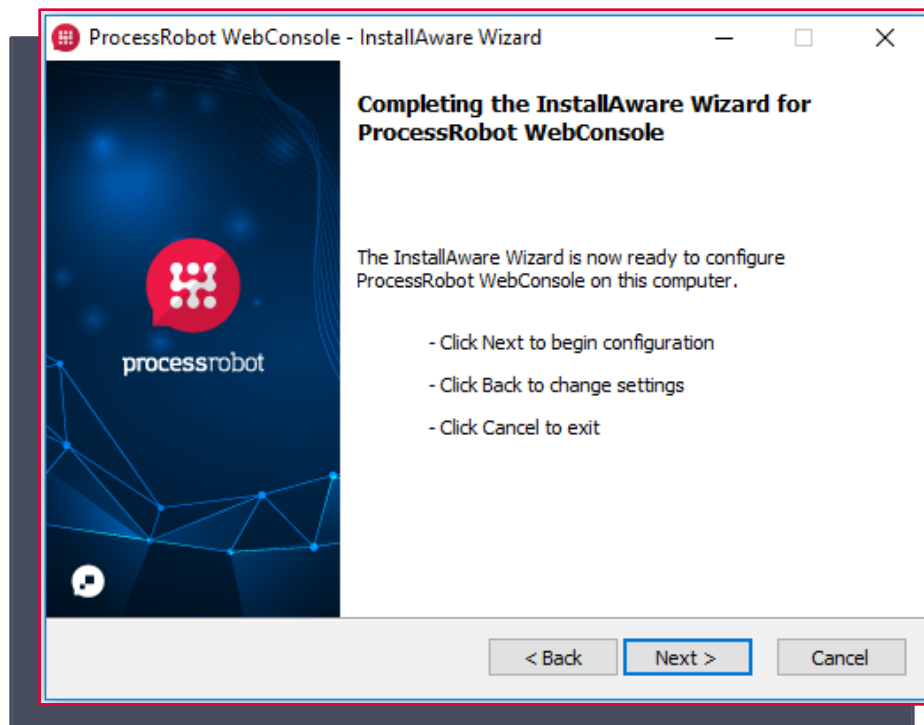 ProcessRobot WebConsole - InstallAware Wizard
Completing the InstallAware Wizard for
ProcessRobot WebConsole
The InstallAware Wizard is now ready to configure
ProcessRobot WebConsole on this computer.
- Click Next to begin configuration
- Click Back to change settings
- Click Cancel to exit
processrobot
< Back Next > Cancel